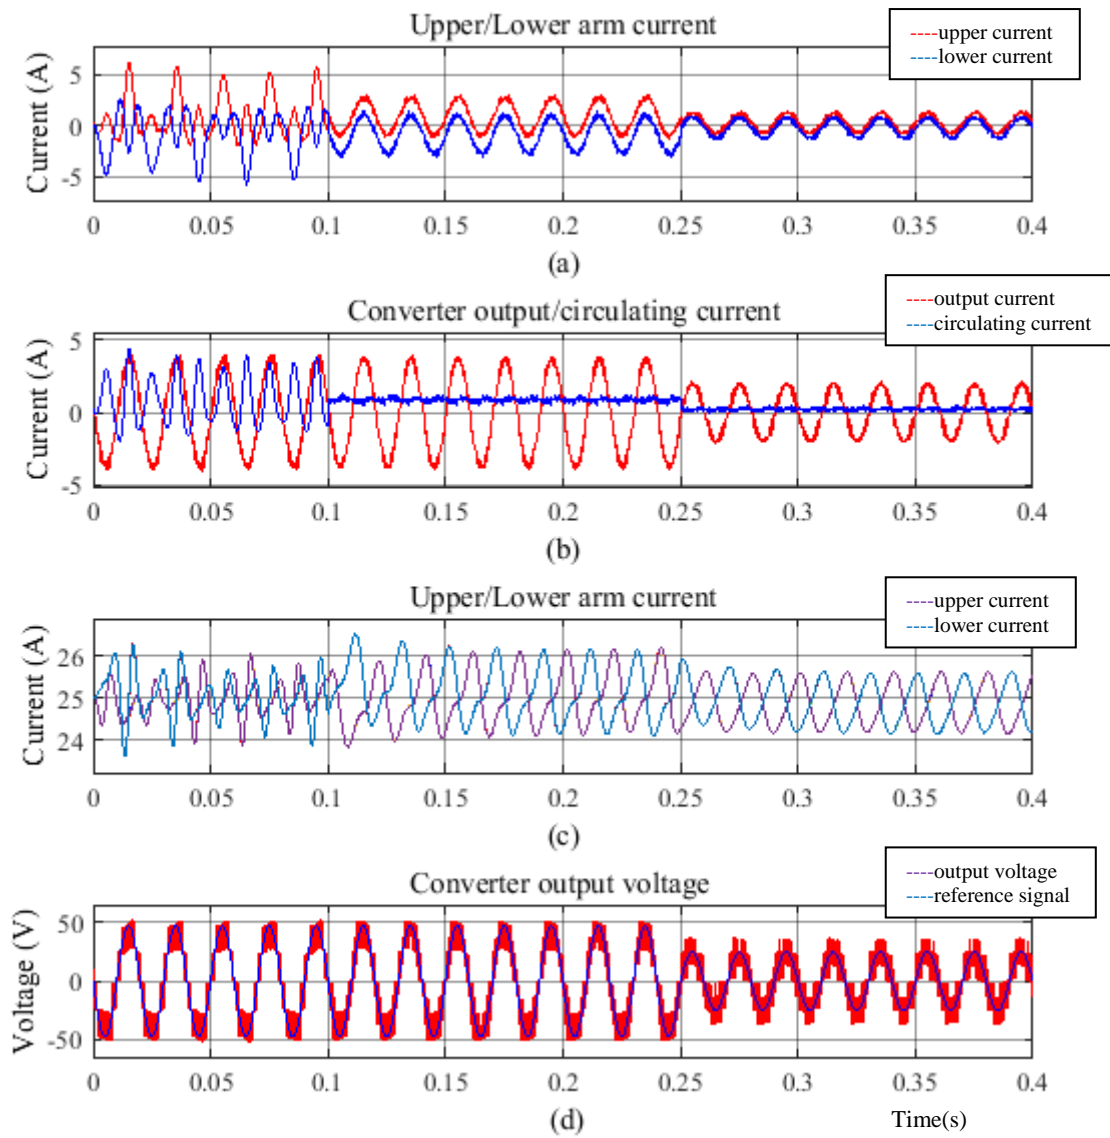 Upper/Lower arm current
----upper current
----lower current
Current (A)
5
0
-5
0 0.05 0.1 0.15 0.2 0.25 0.3 0.35 0.4
(a)
Converter output/circulating current
----output current
----circulating current
Current (A)
5
0
-5
0 0.05 0.1 0.15 0.2 0.25 0.3 0.35 0.4
(b)
Upper/Lower arm current
----upper current
----lower current
Current (A)
26
25
24
0 0.05 0.1 0.15 0.2 0.25 0.3 0.35 0.4
(c)
Converter output voltage
----output voltage
----reference signal
Voltage (V)
50
0
-50
0 0.05 0.1 0.15 0.2 0.25 0.3 0.35 0.4
(d)
Time(s)